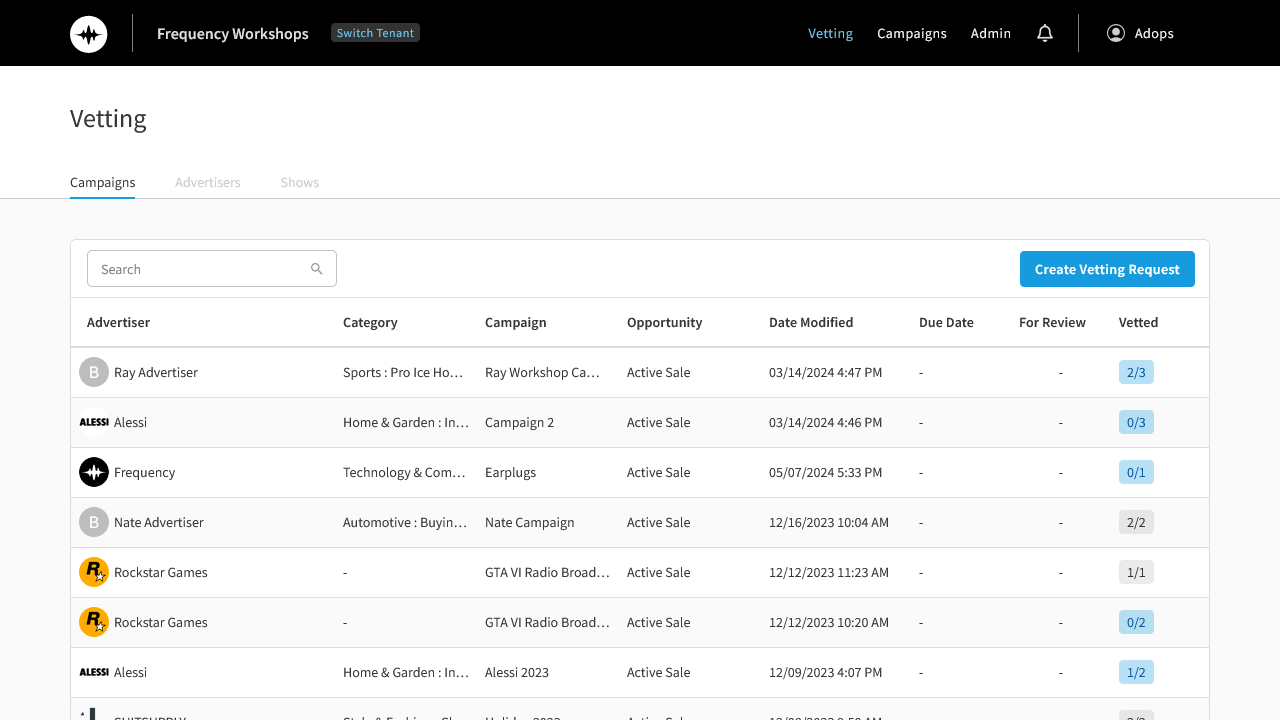 Frequency Workshops Switch Tenant Vetting Campaigns Admin Adops
Vetting
Campaigns Advertisers Shows
Search Create Vetting Request
Advertiser Category Campaign Opportunity Date Modified Due Date For Review Vetted
B Ray Advertiser Sports : Pro Ice Ho… Ray Workshop Ca… Active Sale 03/14/2024 4:47 PM - - 2/3
ALESSI Alessi Home & Garden : In… Campaign 2 Active Sale 03/14/2024 4:46 PM - - 0/3
Frequency Technology & Com… Earplugs Active Sale 05/07/2024 5:33 PM - - 0/1
B Nate Advertiser Automotive : Buyin… Nate Campaign Active Sale 12/16/2023 10:04 AM - - 2/2
R Rockstar Games - GTA VI Radio Broad… Active Sale 12/12/2023 11:23 AM - - 1/1
R Rockstar Games - GTA VI Radio Broad… Active Sale 12/12/2023 10:20 AM - - 0/2
ALESSI Alessi Home & Garden : In… Alessi 2023 Active Sale 12/09/2023 4:07 PM - - 1/2